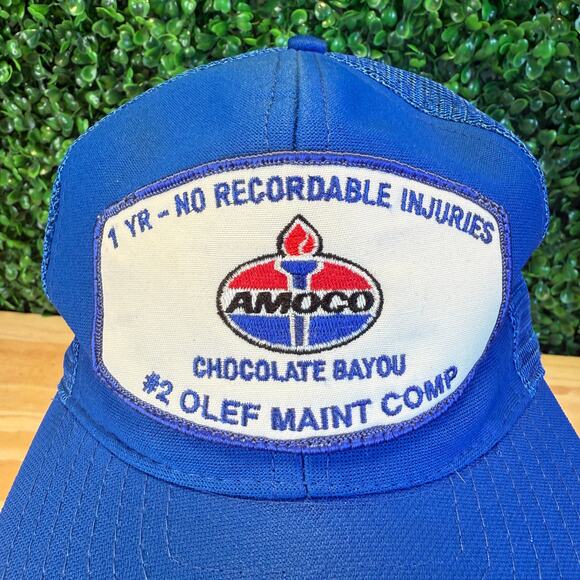 1 YR - NO RECORDABLE INJURIES
AMOCO
CHOCOLATE BAYOU
#2 OLEF MAINT COMP